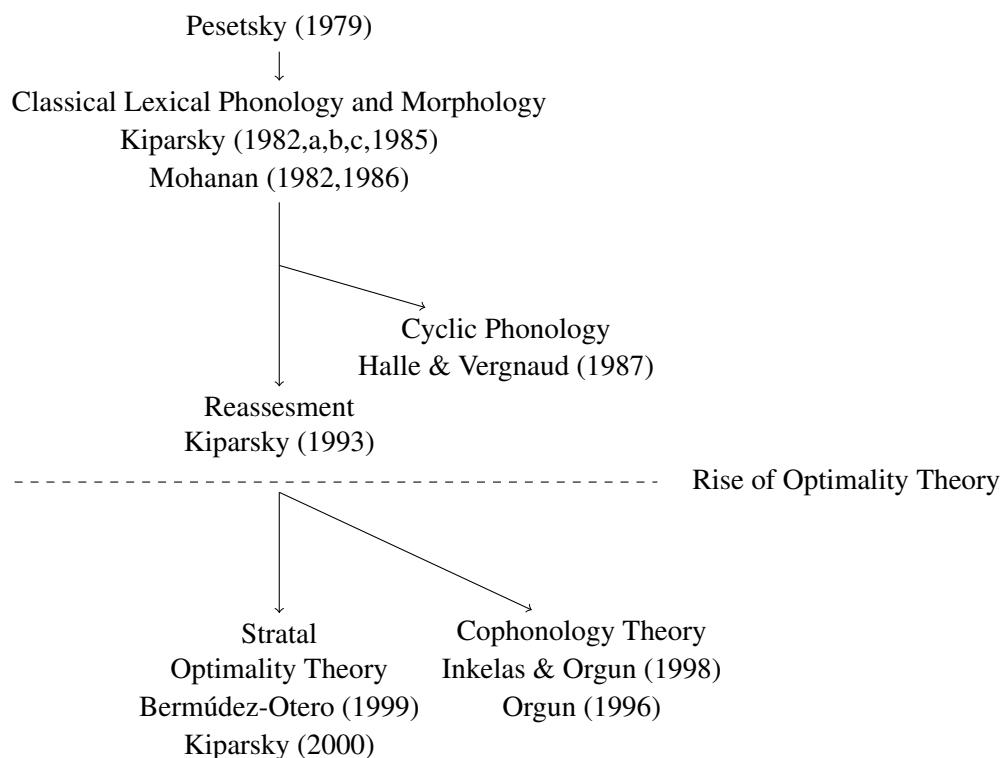 Pesetsky (1979)
Classical Lexical Phonology and Morphology
Kiparsky (1982,a,b,c,1985)
Mohanan (1982,1986)
Cyclic Phonology
Halle & Vergnaud (1987)
Reassesment
Kiparsky (1993)
Rise of Optimality Theory
Stratal
Optimality Theory
Bermúdez-Otero (1999)
Kiparsky (2000)
Cophonology Theory
Inkelas & Orgun (1998)
Orgun (1996)